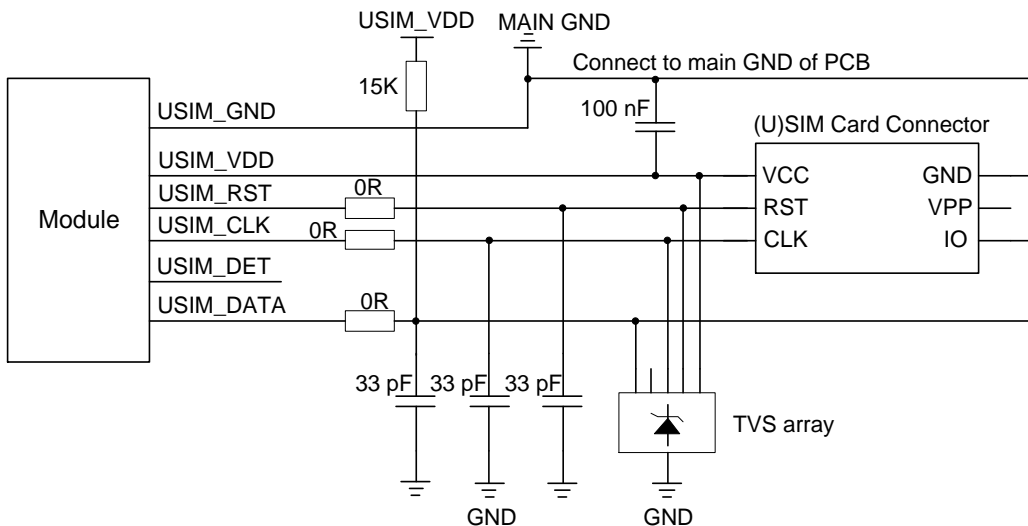 USIM_VDD
MAIN GND
Connect to main GND of PCB
15K
100 nF
USIM_GND
(U)SIM Card Connector
USIM_VDD
VCC
GND
USIM_RST
0R
RST
VPP
Module
USIM_CLK
0R
CLK
IO
USIM_DET
USIM_DATA
0R
33 pF
33 pF
33 pF
TVS array
GND
GND